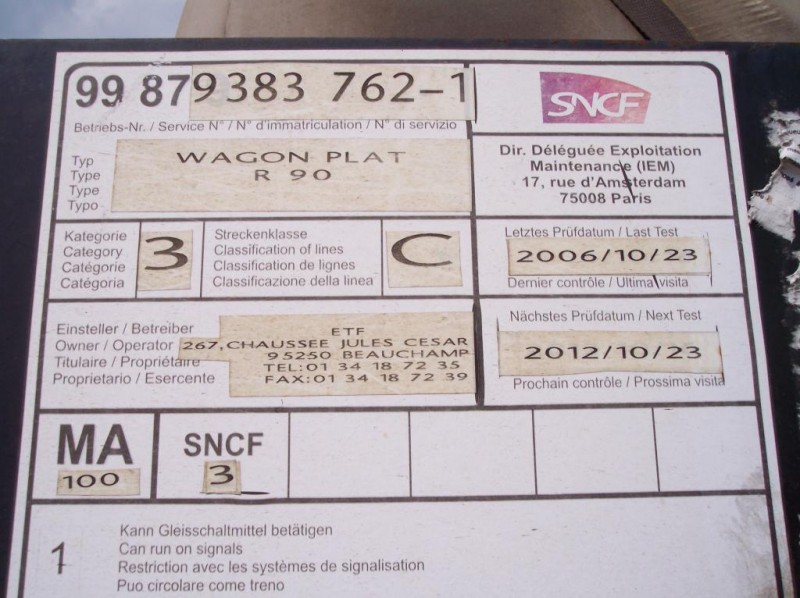 99 879383 762-1
Betriebs-Nr. / Service N° / N° d'immatriculation / N° di servizio
SNCF
Typ
Type
Type
Typo
WAGON PLAT
R 90
Dir. Déléguée Exploitation
Maintenance (IEM)
17, rue d'Amsterdam
75008 Paris
Kategorie
Category
Catégorie
Catégoria
3
Streckenklasse
Classification of lines
Classification de lignes
Classificazione della linea
C
Letztes Prüfdatum / Last Test
2006/10/23
Dernier contrôle / Ultima visita
Einsteller / Betreiber
Owner / Operator
Titulaire / Propriétaire
Proprietario / Esercente
ETF
267, CHAUSSEE JULES CESAR
95250 BEAUCHAMP
TEL:01 34 18 72 35
FAX:01 34 18 72 39
Nächstes Prüfdatum / Next Test
2012/10/23
Prochain contrôle / Prossima visita
MA
100
SNCF
3
1
Kann Gleisschaltmittel betätigen
Can run on signals
Restriction avec les systèmes de signalisation
Puo circolare come treno